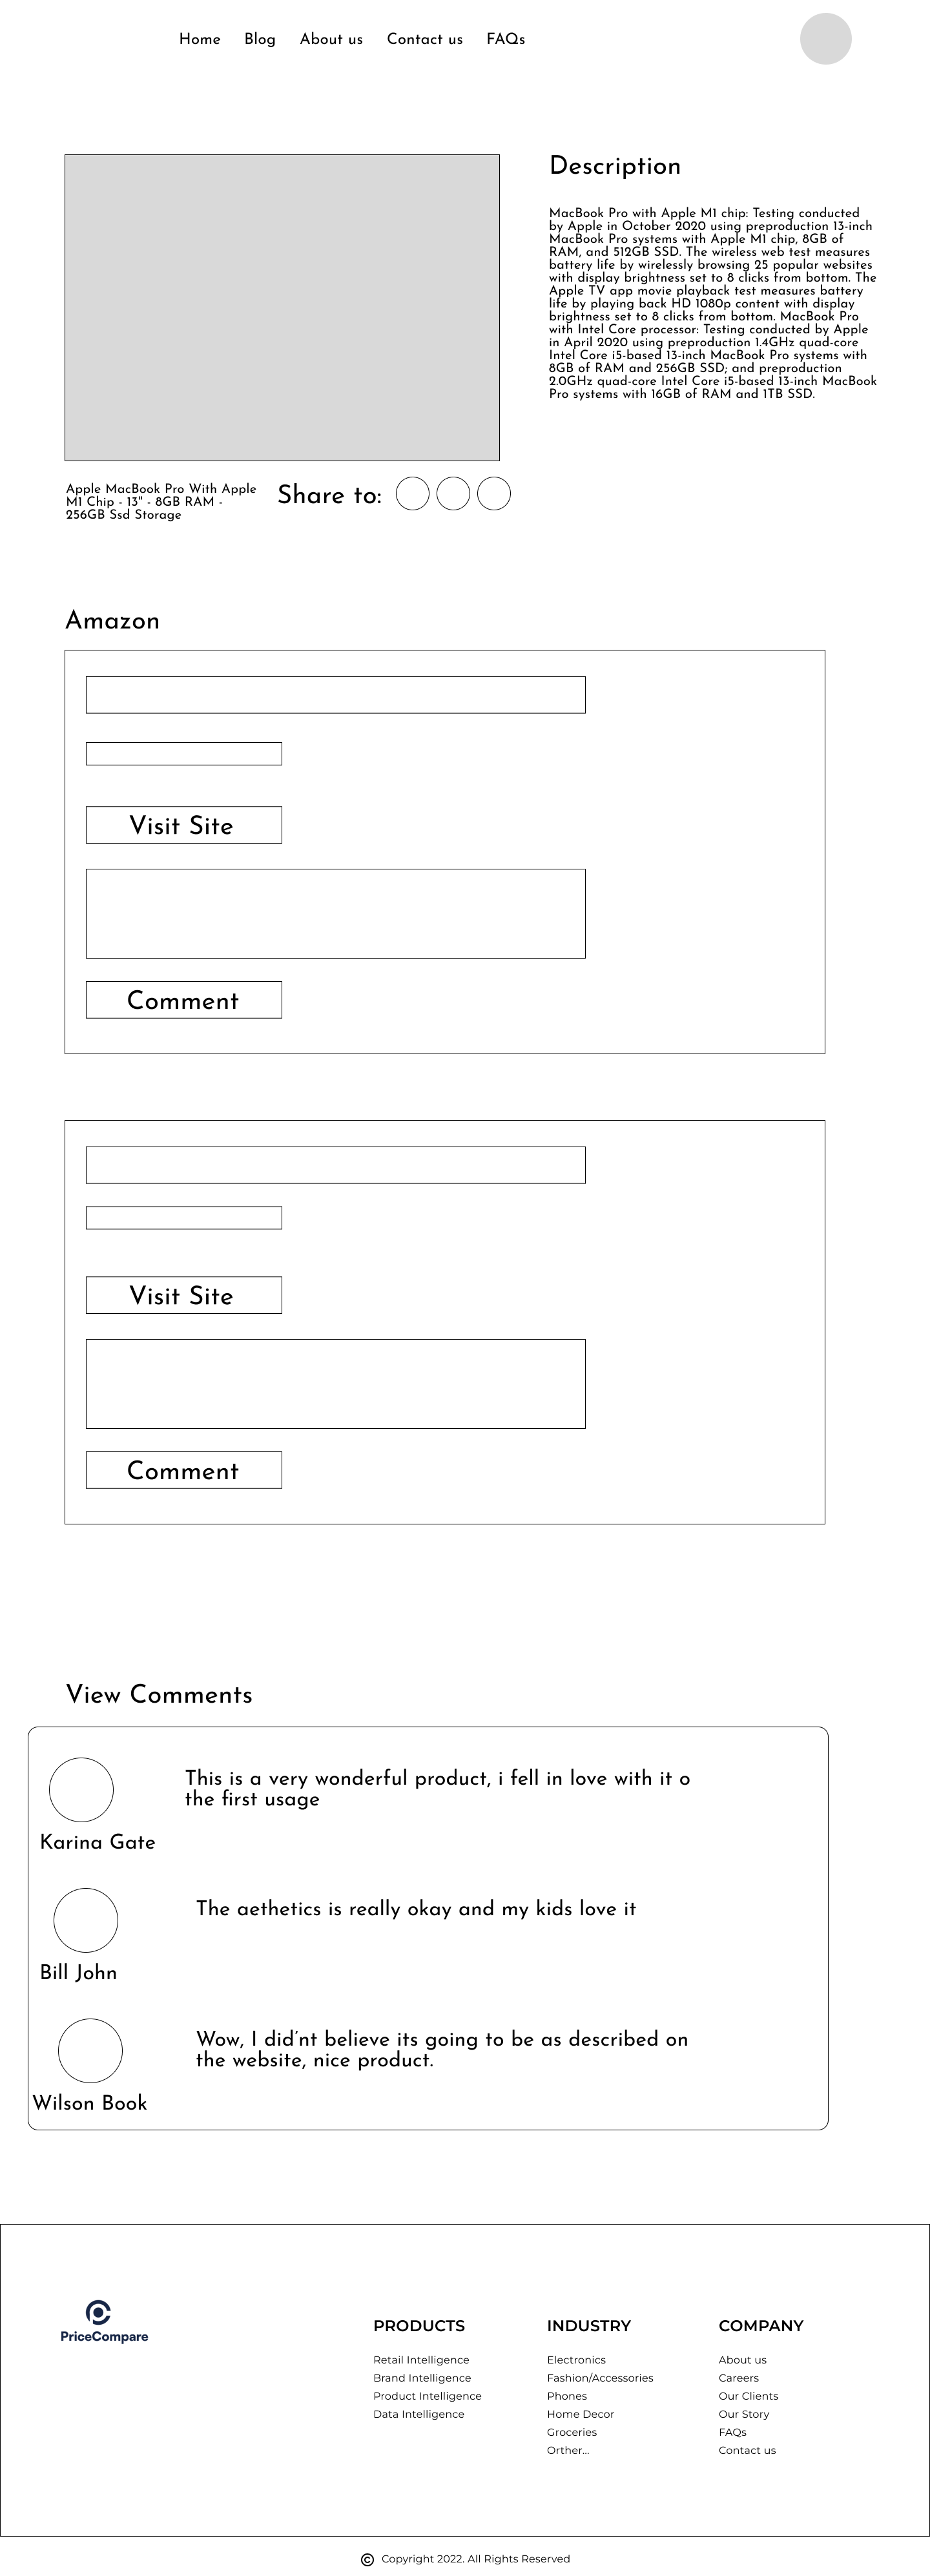 Home Blog About us Contact us FAQs
Description
MacBook Pro with Apple M1 chip: Testing conducted
by Apple in October 2020 using preproduction 13-inch
MacBook Pro systems with Apple M1 chip, 8GB of
RAM, and 512GB SSD. The wireless web test measures
battery life by wirelessly browsing 25 popular websites
with display brightness set to 8 clicks from bottom. The
Apple TV app movie playback test measures battery
life by playing back HD 1080p content with display
brightness set to 8 clicks from bottom. MacBook Pro
with Intel Core processor: Testing conducted by Apple
in April 2020 using preproduction 1.4GHz quad-core
Intel Core i5-based 13-inch MacBook Pro systems with
8GB of RAM and 256GB SSD; and preproduction
2.0GHz quad-core Intel Core i5-based 13-inch MacBook
Pro systems with 16GB of RAM and 1TB SSD.
Apple MacBook Pro With Apple
M1 Chip - 13" - 8GB RAM -
256GB Ssd Storage
Share to:
Amazon
Visit Site
Comment
Visit Site
Comment
View Comments
This is a very wonderful product, i fell in love with it o
the first usage
Karina Gate
The aethetics is really okay and my kids love it
Bill John
Wow, I did'nt believe its going to be as described on
the website, nice product.
Wilson Book
PriceCompare
PRODUCTS
Retail Intelligence
Brand Intelligence
Product Intelligence
Data Intelligence
INDUSTRY
Electronics
Fashion/Accessories
Phones
Home Decor
Groceries
Orther...
COMPANY
About us
Careers
Our Clients
Our Story
FAQs
Contact us
© Copyright 2022. All Rights Reserved